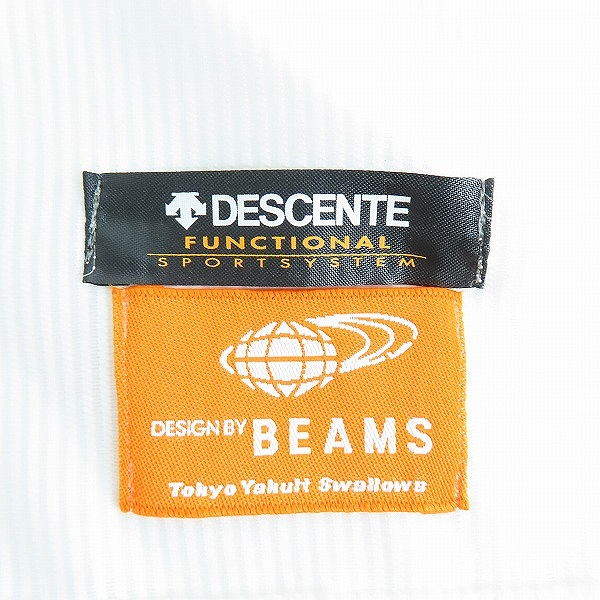 DESCENTE
FUNCTIONAL
SPORTSYSTEM
DESIGN BY BEAMS
Tokyo Yakult Swallows